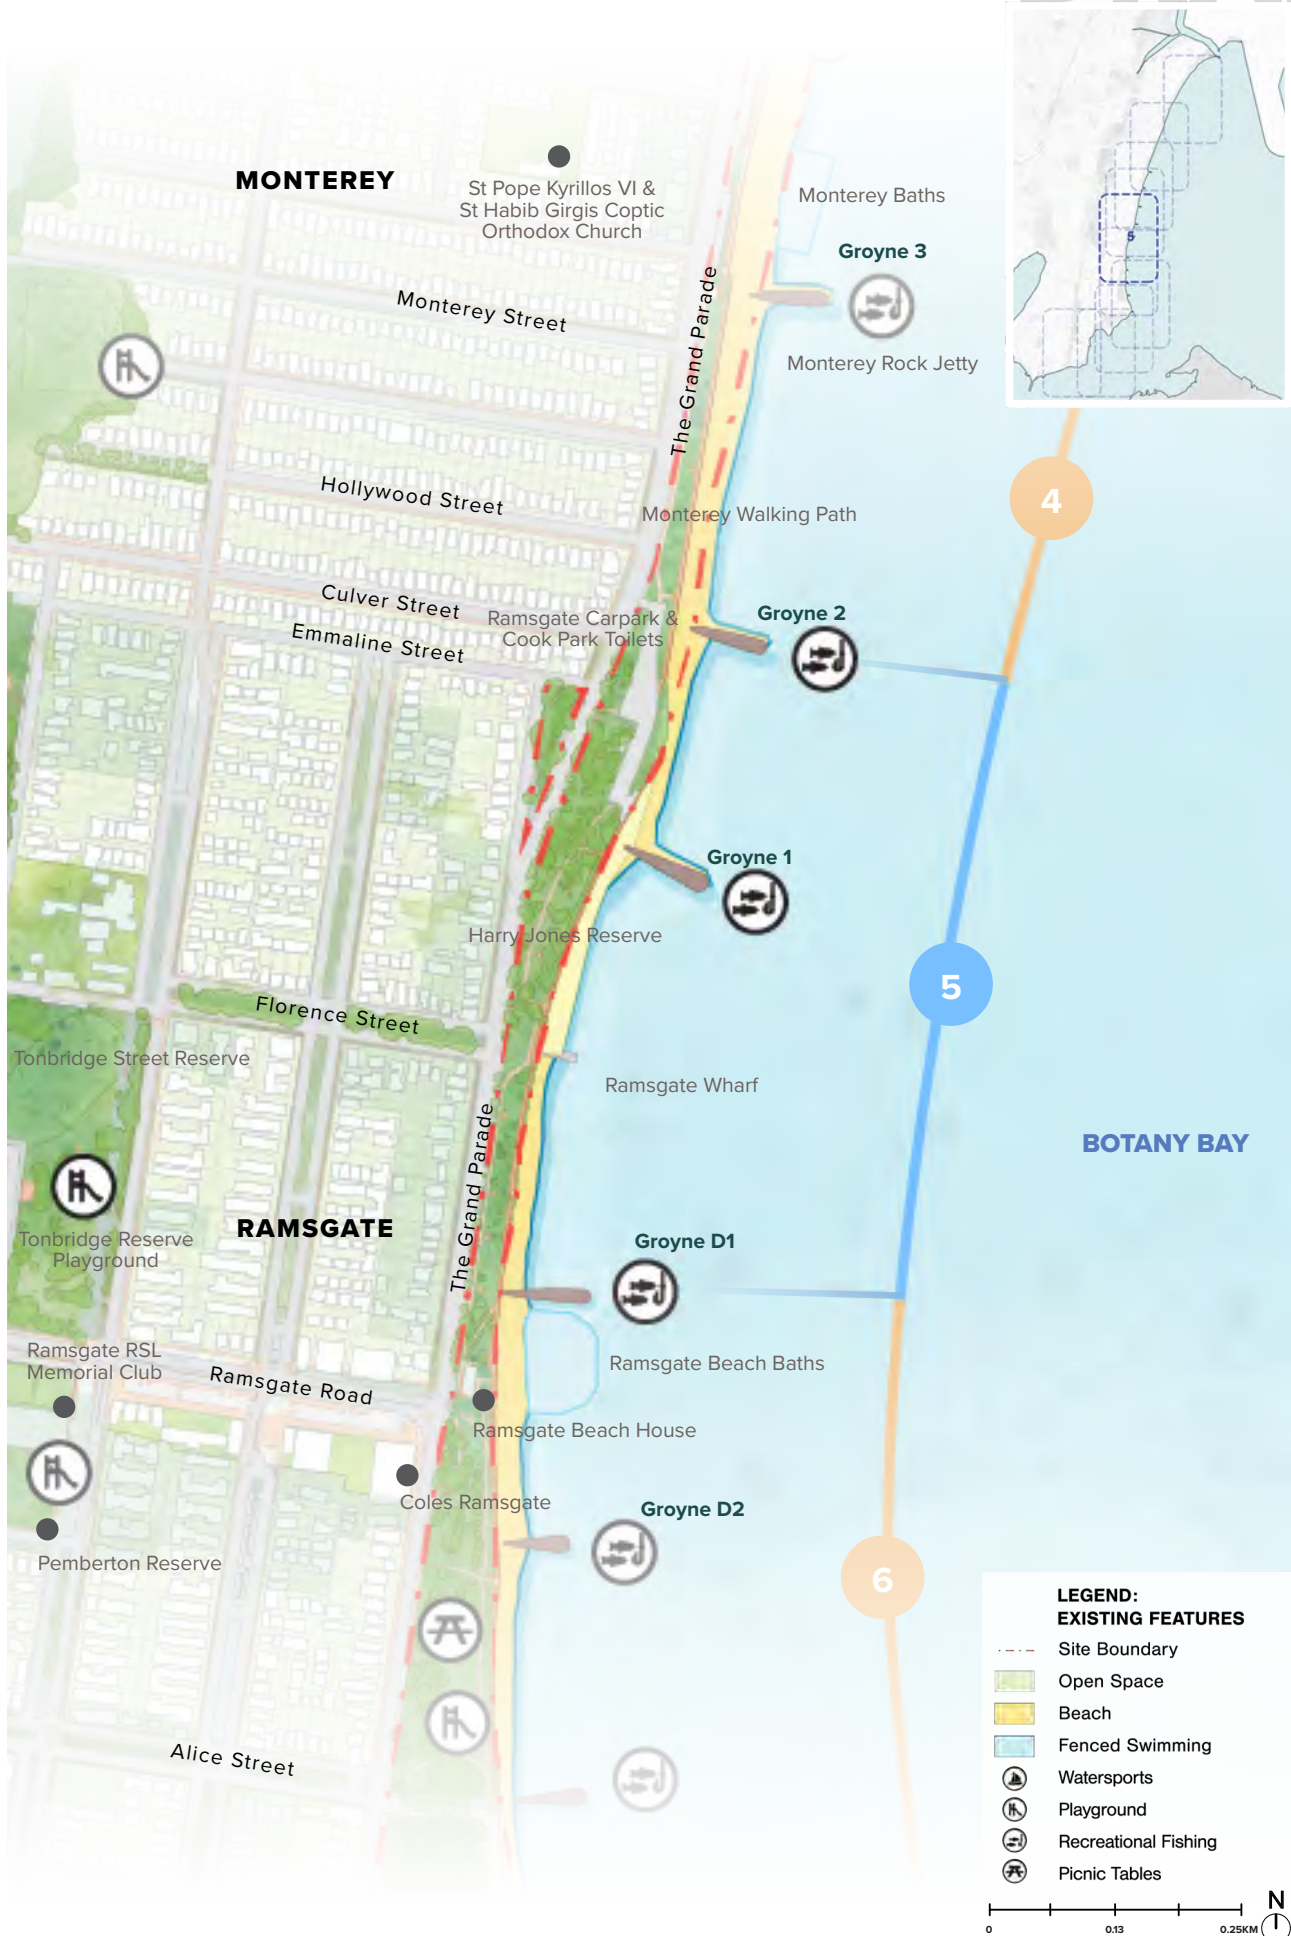 MONTEREY
St Pope Kyrillos VI &
St Habib Girgis Coptic
Orthodox Church
Monterey Baths
Groyne 3
5
Monterey Street
The Grand Parade
Monterey Rock Jetty
Hollywood Street
4
Monterey Walking Path
Culver Street
Ramsgate Carpark &
Cook Park Toilets
Groyne 2
Emmaline Street
Groyne 1
Harry Jones Reserve
5
Florence Street
Tonbridge Street Reserve
Ramsgate Wharf
The Grand Parade
BOTANY BAY
RAMSGATE
Tonbridge Reserve
Playground
Groyne D1
Ramsgate RSL
Memorial Club
Ramsgate Road
Ramsgate Beach Baths
Ramsgate Beach House
Coles Ramsgate
Groyne D2
Pemberton Reserve
6
Alice Street
LEGEND:
EXISTING FEATURES
Site Boundary
Open Space
Beach
Fenced Swimming
Watersports
Playground
Recreational Fishing
Picnic Tables
N
0 0.13 0.25KM